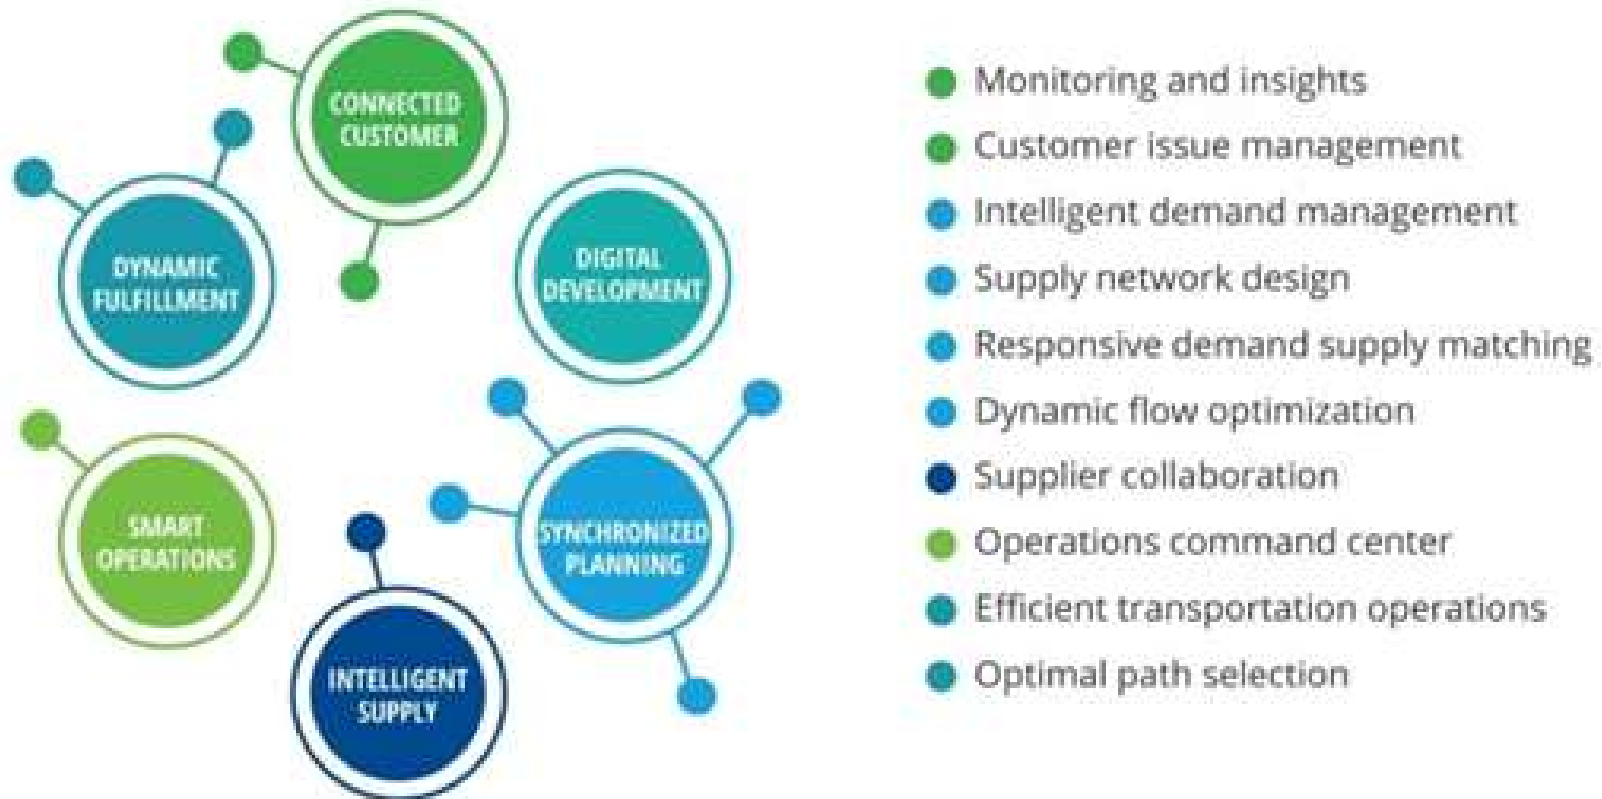 CONNECTED
CUSTOMER
DYNAMIC
FULFILLMENT
DIGITAL
DEVELOPMENT
SMART
OPERATIONS
SYNCHRONIZED
PLANNING
INTELLIGENT
SUPPLY
Monitoring and insights
Customer issue management
Intelligent demand management
Supply network design
Responsive demand supply matching
Dynamic flow optimization
Supplier collaboration
Operations command center
Efficient transportation operations
Optimal path selection